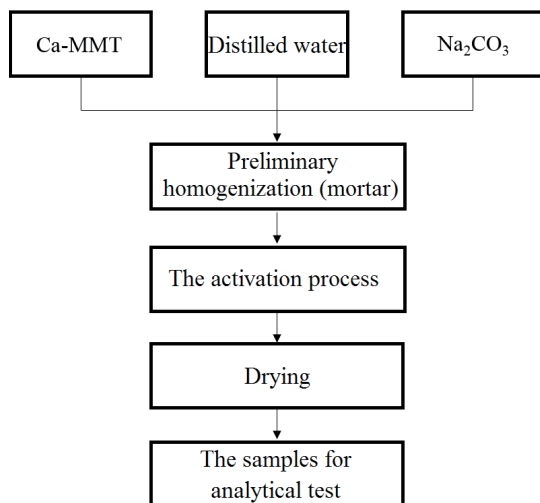 Ca-MMT
Distilled water
Na₂CO₃
Preliminary
homogenization (mortar)
The activation process
Drying
The samples for
analytical test